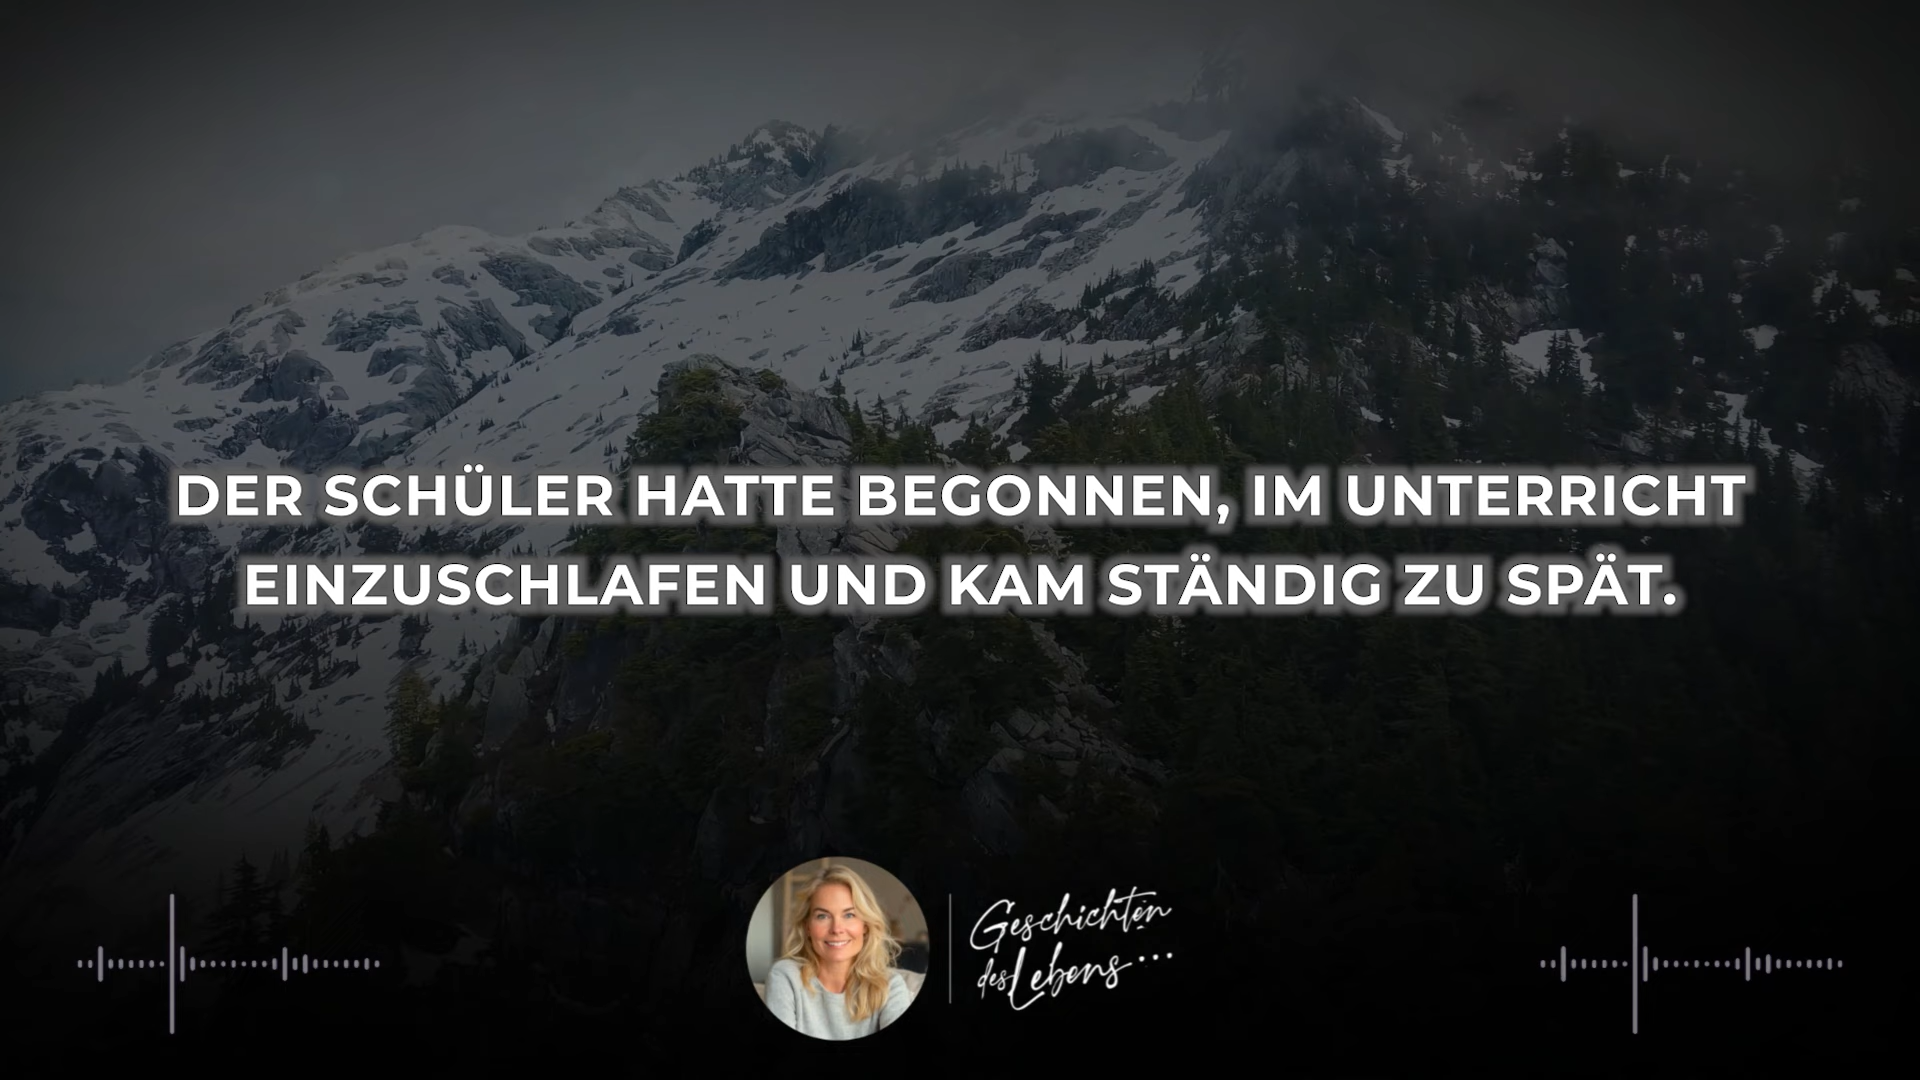 DER SCHÜLER HATTE BEGONNEN, IM UNTERRICHT
EINZUSCHLAFEN UND KAM STÄNDIG ZU SPÄT.
Geschichten
des Lebens...